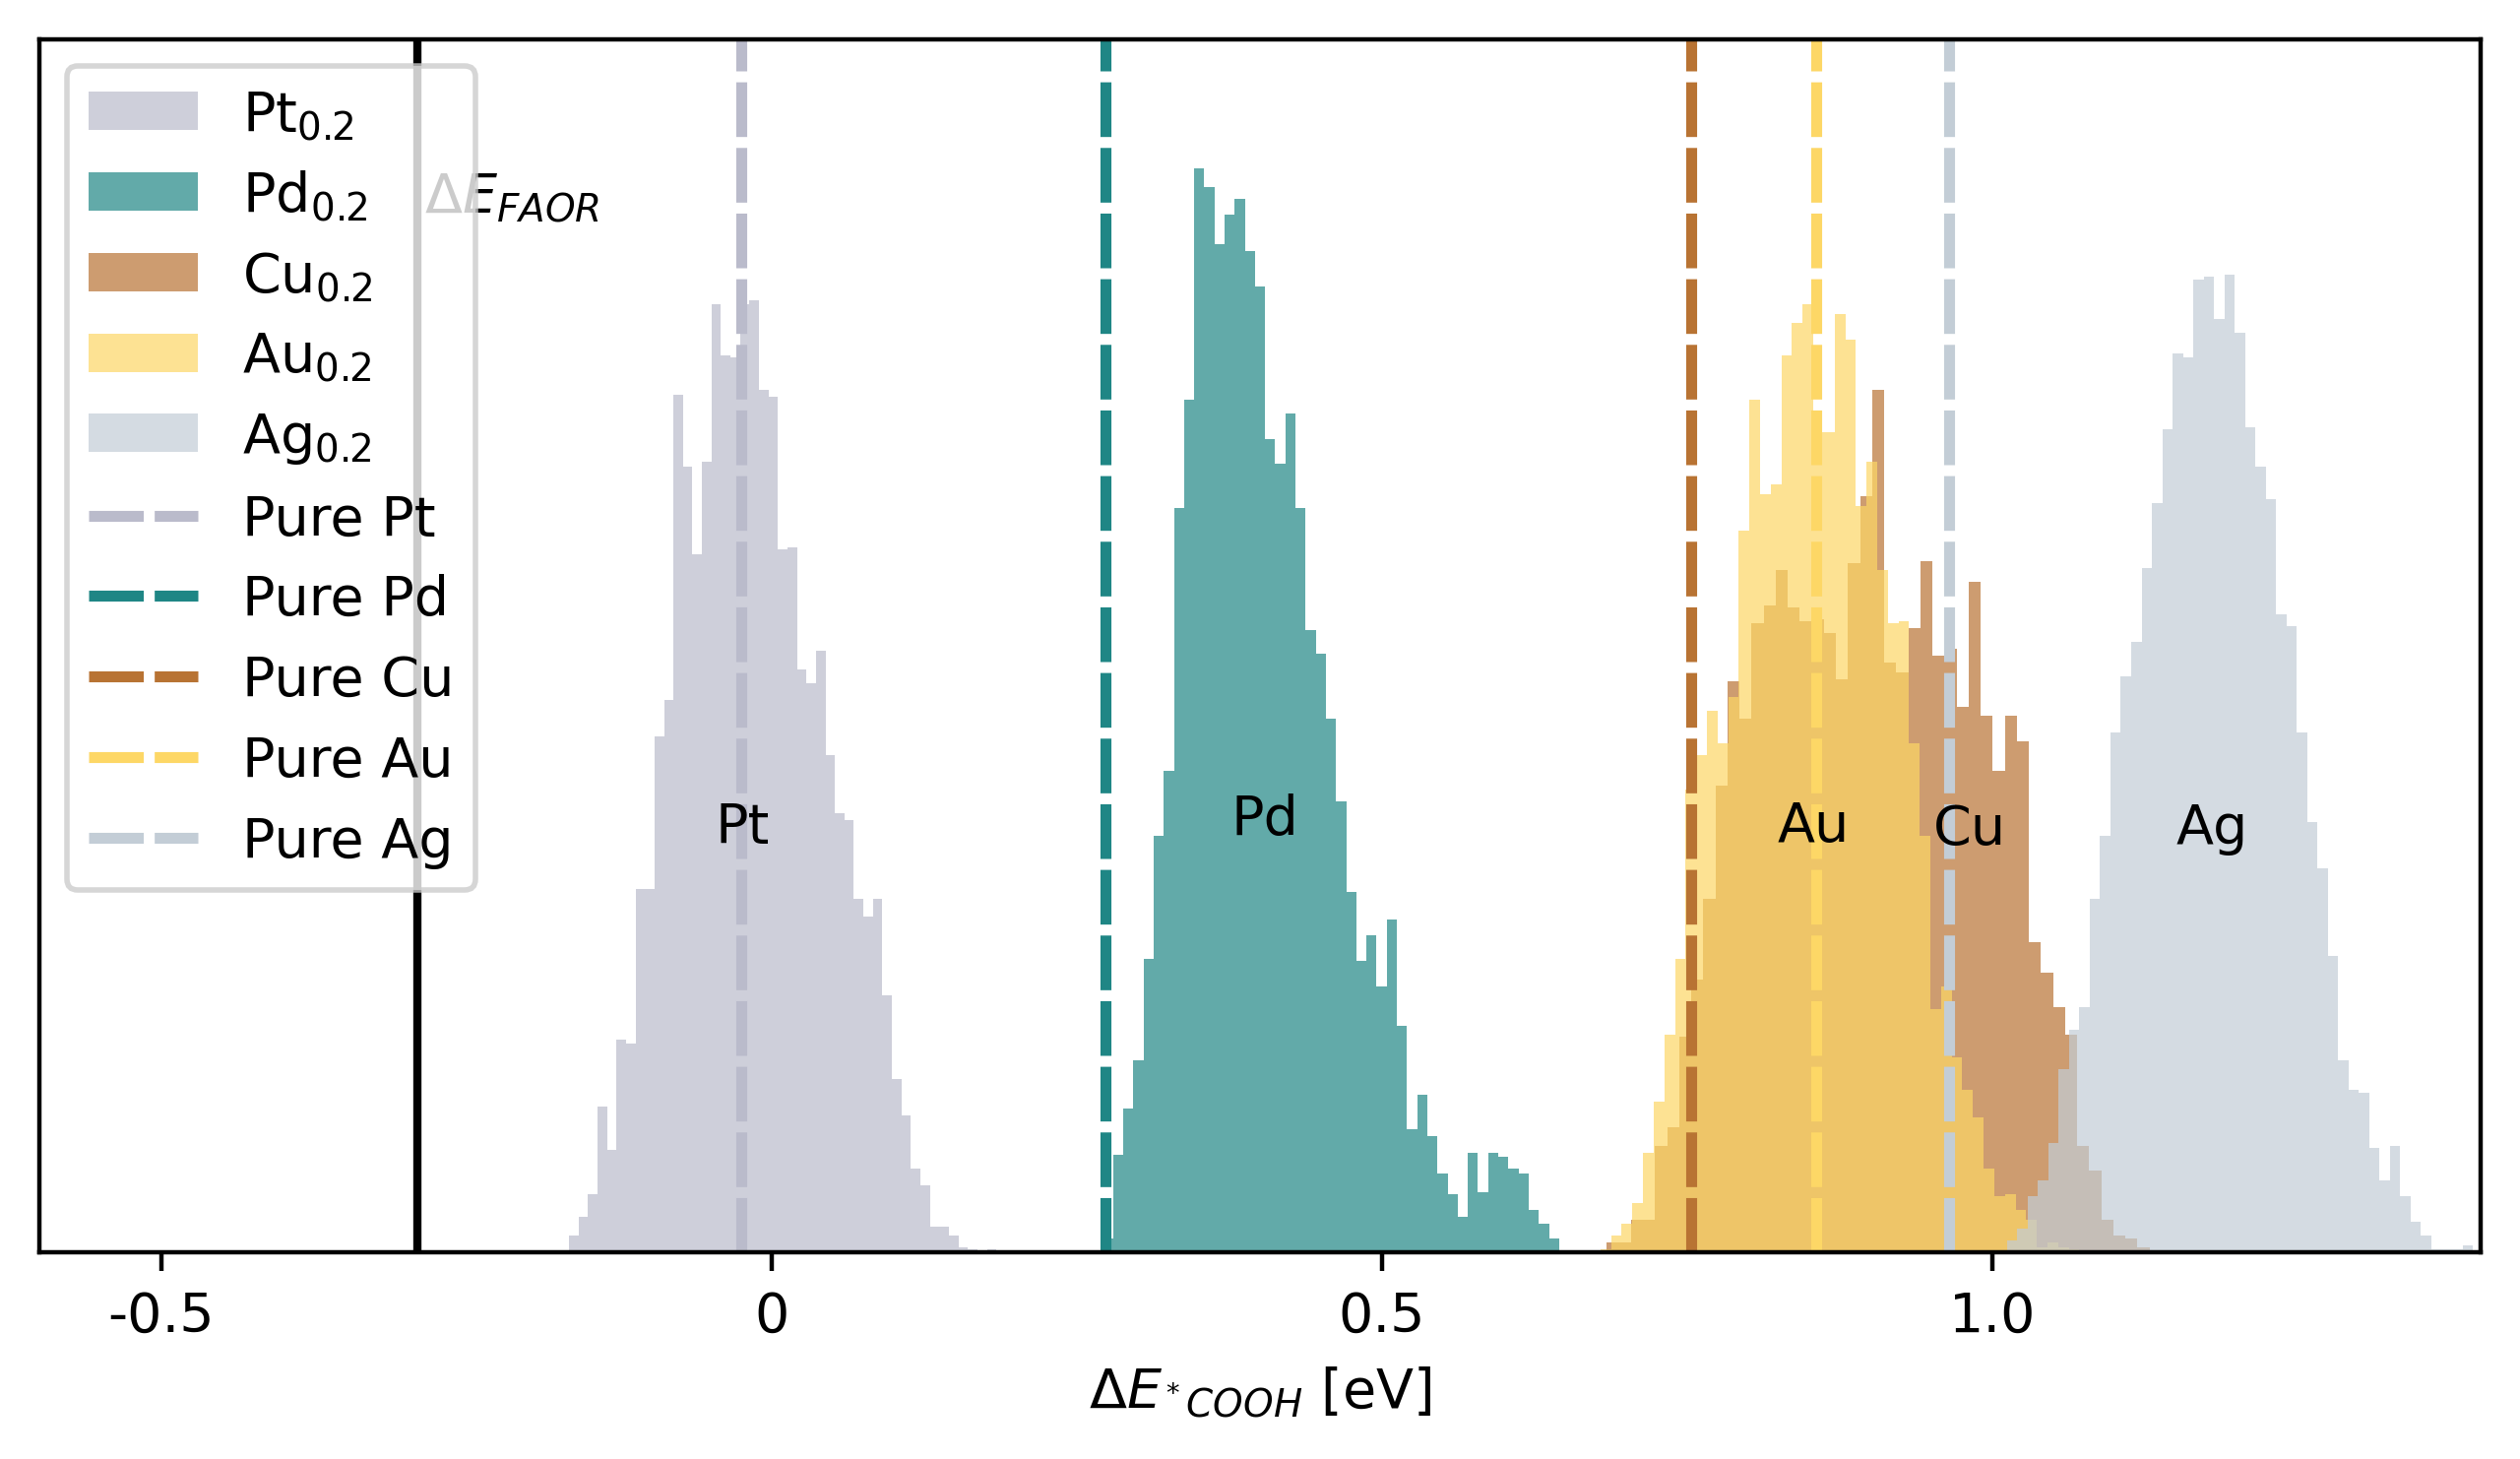 Pt0.2
Pd0.2
Cu0.2
Au0.2
Ag0.2
Pure Pt
Pure Pd
Pure Cu
Pure Au
Pure Ag
ΔE_FAOR
Pt
Pd
Au
Cu
Ag
-0.5
0
0.5
1.0
ΔE*COOH [eV]